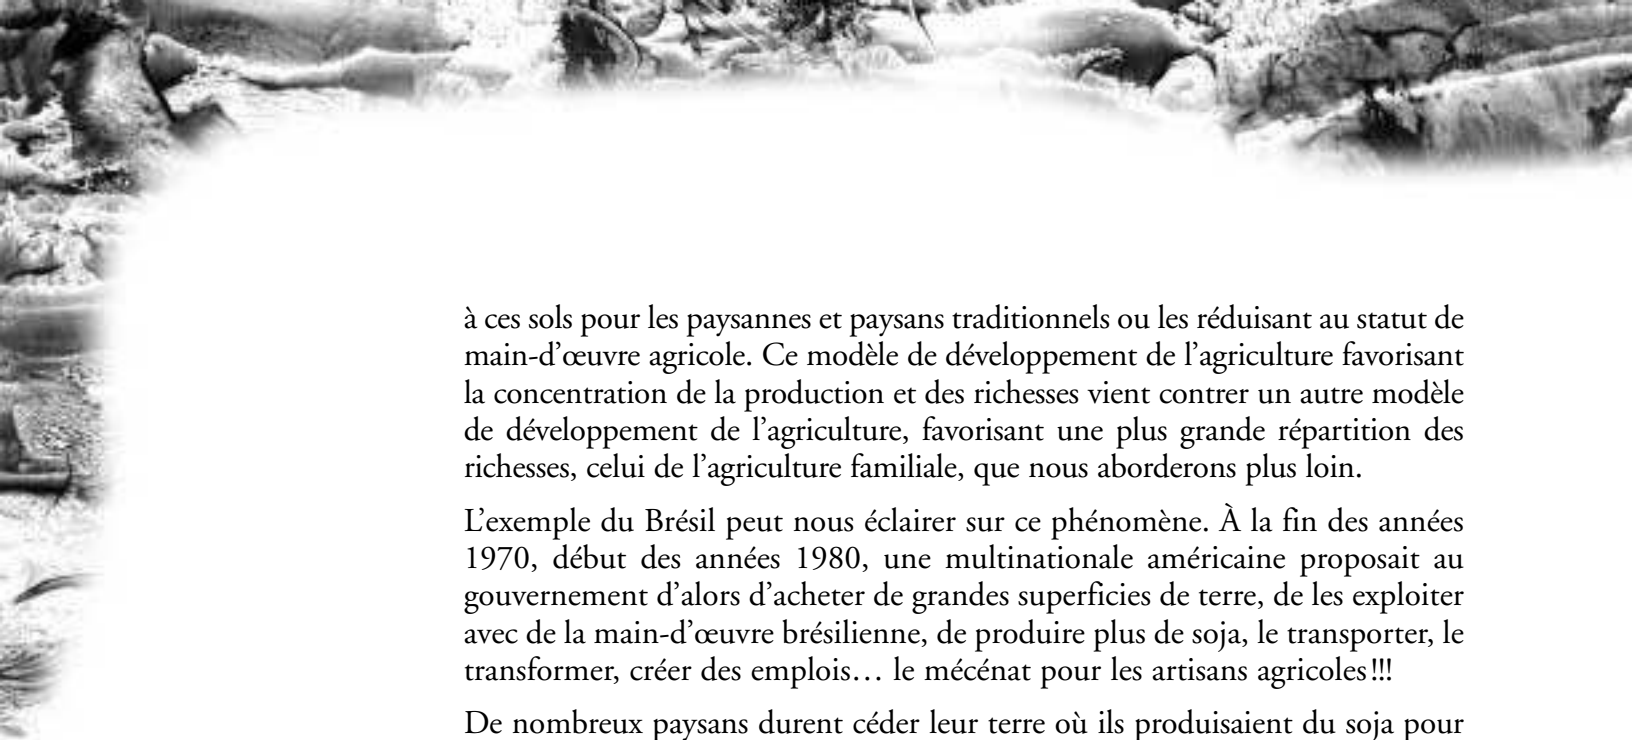 à ces sols pour les paysannes et paysans traditionnels ou les réduisant au statut de
main-d’œuvre agricole. Ce modèle de développement de l’agriculture favorisant
la concentration de la production et des richesses vient contrer un autre modèle
de développement de l’agriculture, favorisant une plus grande répartition des
richesses, celui de l’agriculture familiale, que nous aborderons plus loin.
L’exemple du Brésil peut nous éclairer sur ce phénomène. À la fin des années
1970, début des années 1980, une multinationale américaine proposait au
gouvernement d’alors d’acheter de grandes superficies de terre, de les exploiter
avec de la main-d’œuvre brésilienne, de produire plus de soja, le transporter, le
transformer, créer des emplois… le mécénat pour les artisans agricoles !!!
De nombreux paysans durent céder leur terre où ils produisaient du soja pour